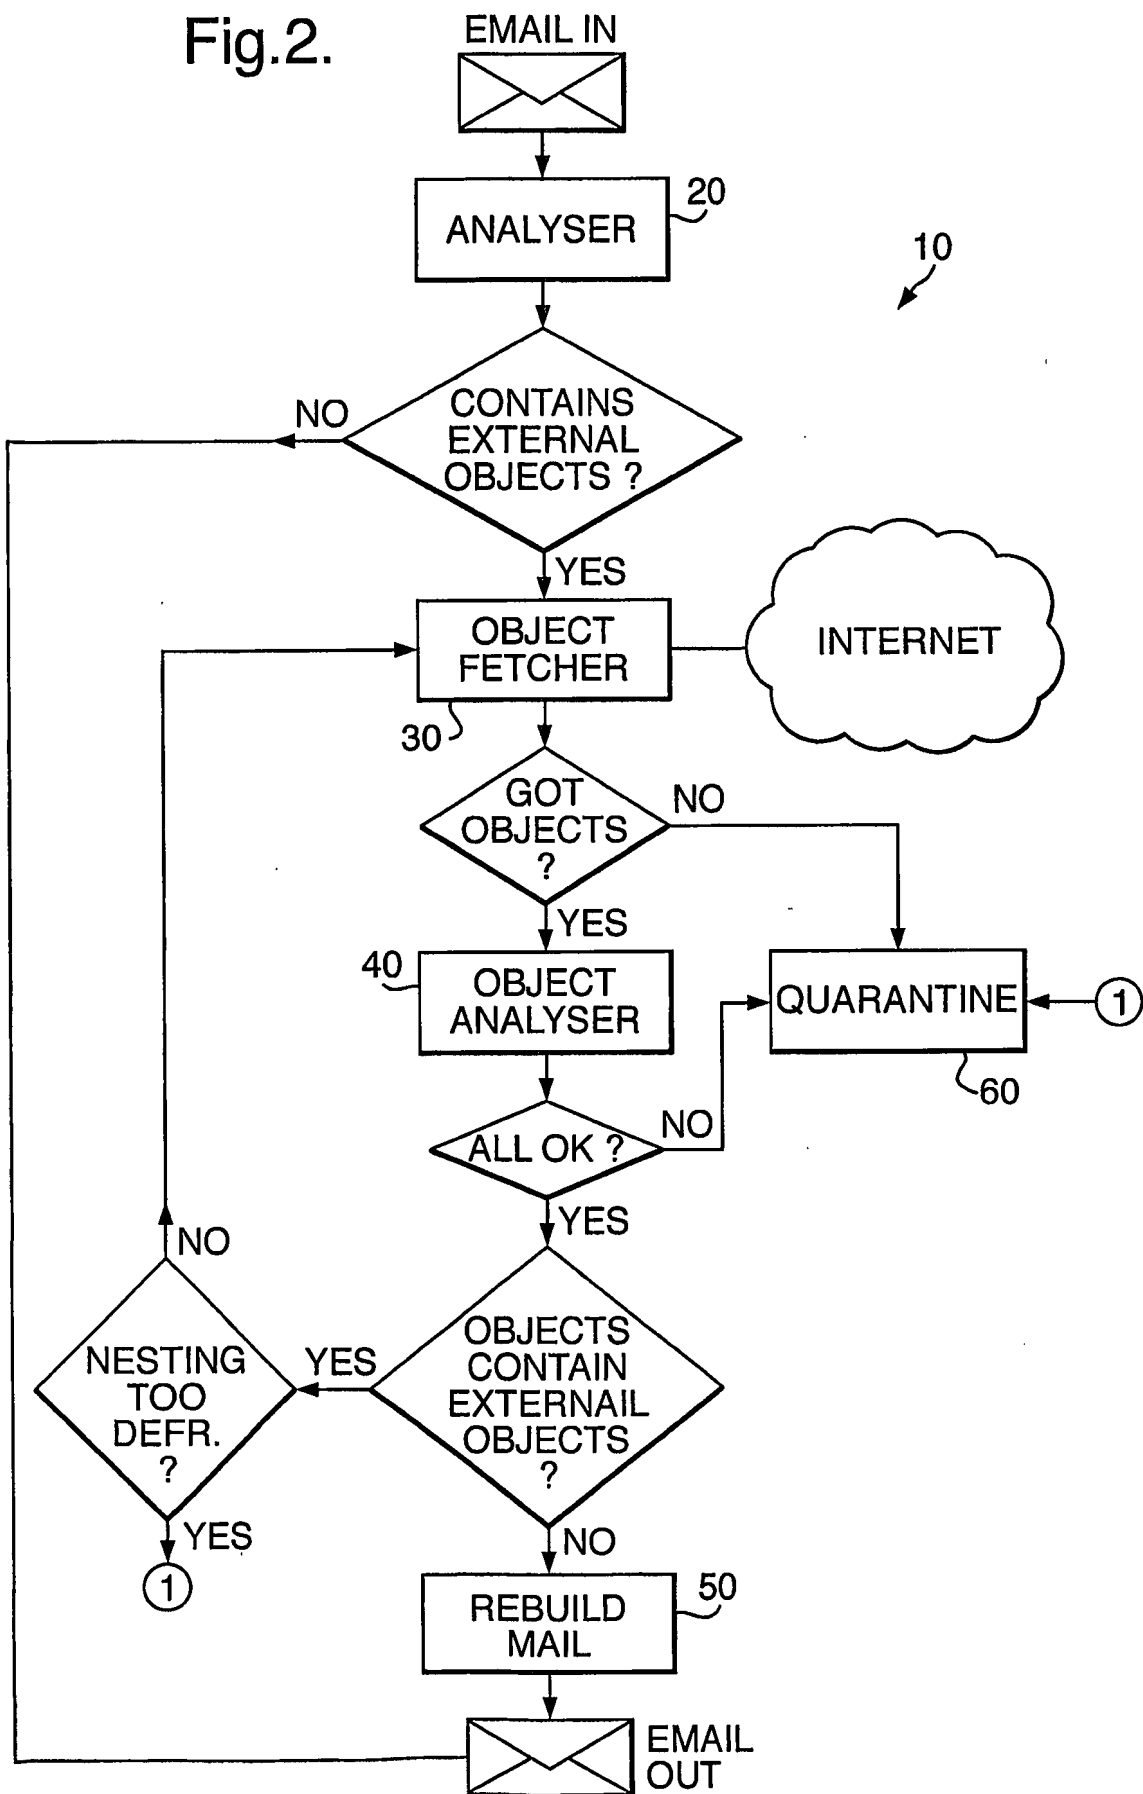 Fig.2.
EMAIL IN
20
ANALYSER
10
CONTAINS
EXTERNAL
OBJECTS ?
NO
YES
OBJECT
FETCHER
INTERNET
30
GOT
OBJECTS
?
NO
YES
40
OBJECT
ANALYSER
QUARANTINE
1
60
ALL OK ?
NO
YES
NO
NESTING
TOO
DEFR.
?
YES
OBJECTS
CONTAIN
EXTERNAIL
OBJECTS
?
YES
1
NO
REBUILD
MAIL
50
EMAIL
OUT